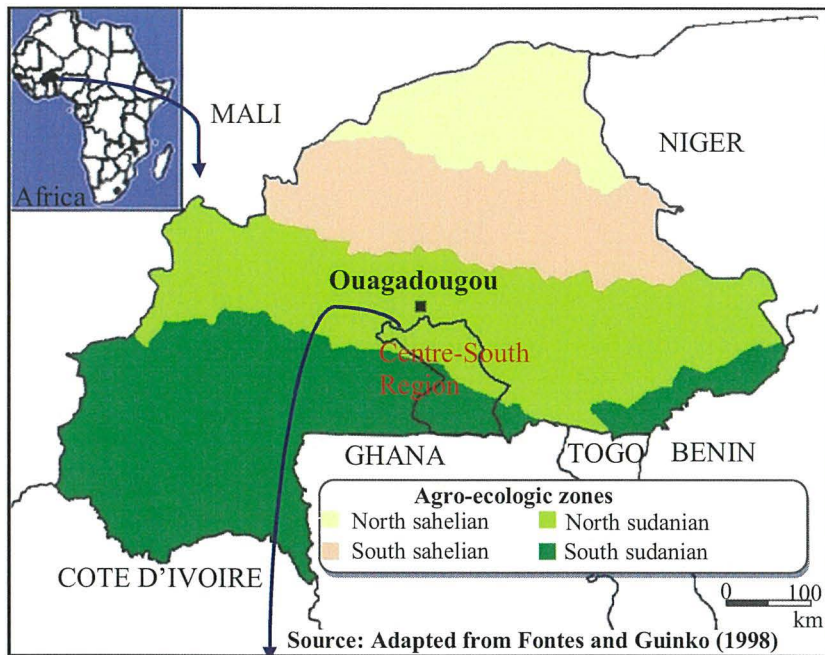 MALI
Africa
NIGER
Ouagadougou
Centre-South
Region
GHANA
TOGO
BENIN
Agro-ecologic zones
North sahelian
North sudanian
South sahelian
South sudanian
COTE D'IVOIRE
0 100
km
Source: Adapted from Fontes and Guinko (1998)